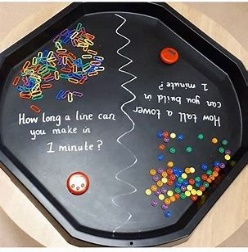 How long a line can
you make in
1 minute?
How tall a tower
can you build in
1 minute?